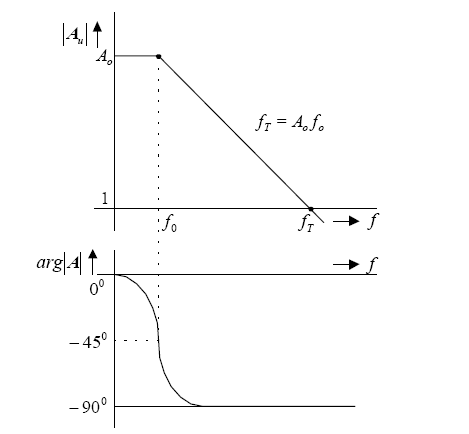 |A_u|
A_o
f_T = A_o f_o
1
f_0
f_T
f
arg|A|
f
0^0
−45^0
−90^0